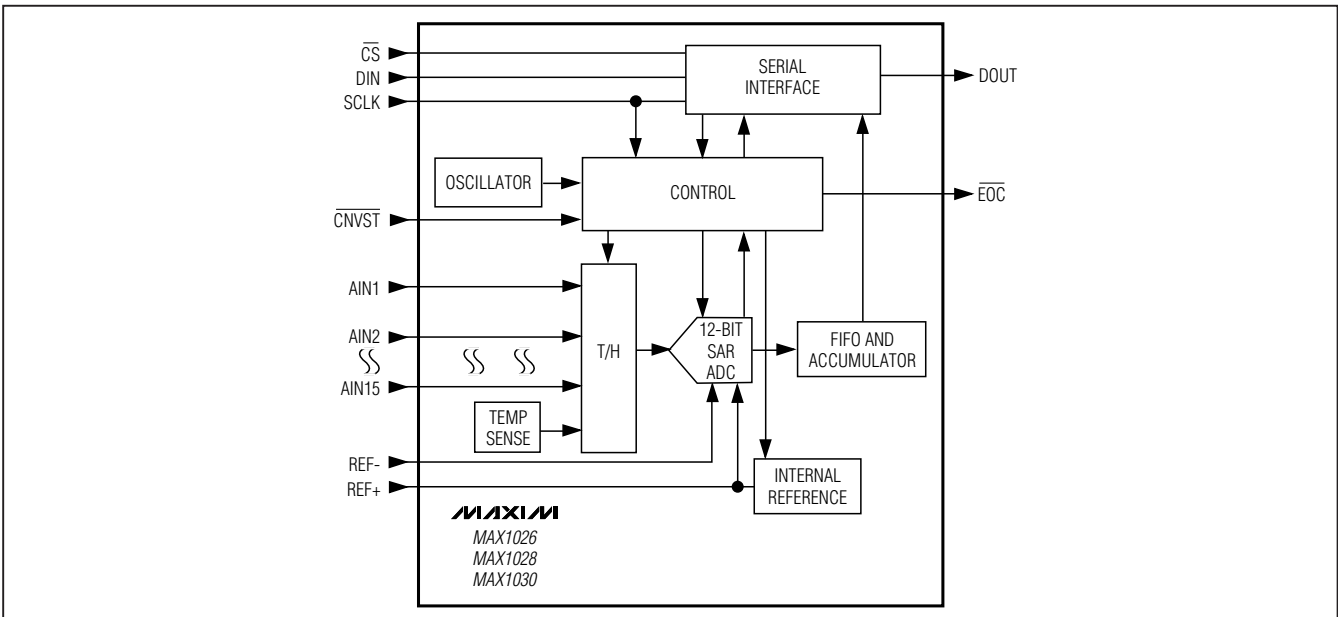 CS
DIN
SCLK
SERIAL
INTERFACE
DOUT
OSCILLATOR
CONTROL
EOC
CNVST
AIN1
AIN2
AIN15
T/H
12-BIT
SAR
ADC
FIFO AND
ACCUMULATOR
TEMP
SENSE
REF-
REF+
INTERNAL
REFERENCE
MAXIM
MAX1026
MAX1028
MAX1030